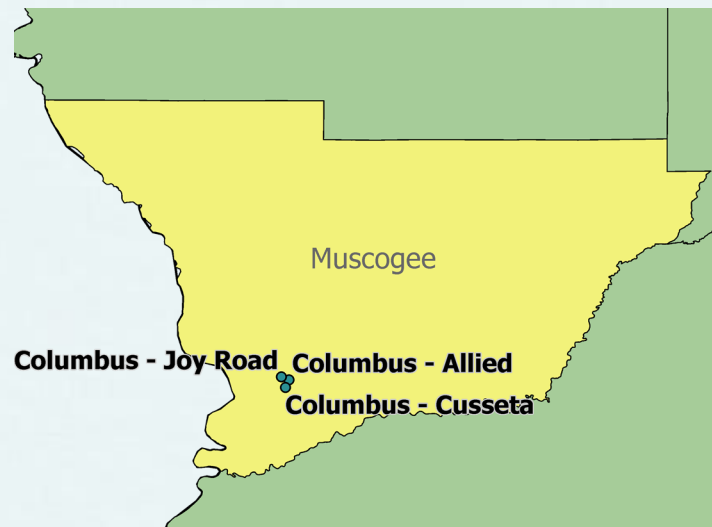 Muscogee
Columbus - Joy Road
Columbus - Allied
Columbus - Cusseta